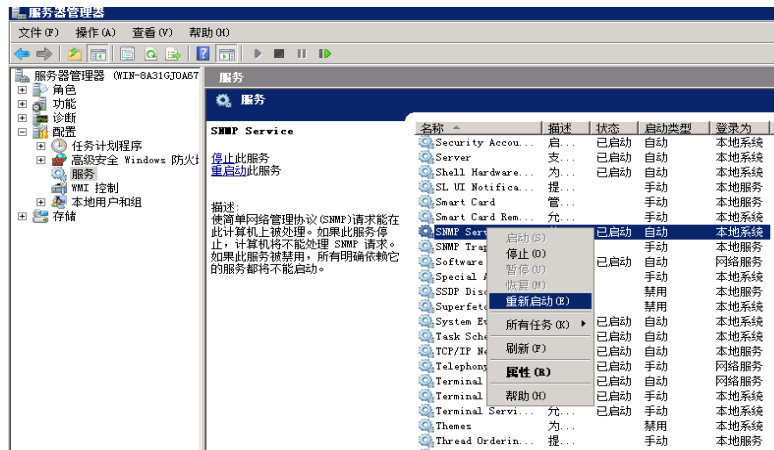 服务器管理器
文件(F) 操作(A) 查看(V) 帮助(H)
服务器管理器 (WIN-8A31GJOA67
角色
功能
诊断
配置
任务计划程序
高级安全 Windows 防火
服务
WMI 控制
本地用户和组
存储
服务
服务
SNMP Service
停止此服务
重启动此服务
描述:
使简单网络管理协议(SNMP)请求能在
此计算机上被处理。如果此服务停
止，计算机将不能处理 SNMP 请求。
如果此服务被禁用，所有明确依赖它
的服务都将不能启动。
名称 描述 状态 启动类型 登录为
Security Accou... 启... 已启动 自动 本地系统
Server 支... 已启动 自动 本地系统
Shell Hardware... 为... 已启动 自动 本地系统
SL UI Notifica... 提... 手动 本地服务
Smart Card 管... 手动 本地服务
Smart Card Rem... 允... 手动 本地系统
SNMP Ser 已启动 自动 本地系统
SNMP Trap 手动 本地服务
Software 已启动 自动 网络服务
Special 手动 本地系统
SSDP Disc 禁用 本地服务
Superfetc 禁用 本地系统
System Ev 已启动 自动 本地系统
Task Sche 已启动 自动 本地系统
TCP/IP Ne 已启动 自动 本地服务
Telephony 已启动 手动 网络服务
Terminal 已启动 自动 网络服务
Terminal 已启动 手动 本地系统
Terminal Servi... 允... 已启动 手动 本地系统
Themes 为... 禁用 本地系统
Thread Orderin... 提... 手动 本地服务
启动(S)
停止(O)
暂停(U)
恢复(M)
重新启动(E)
所有任务(K)
刷新(F)
属性(R)
帮助(H)